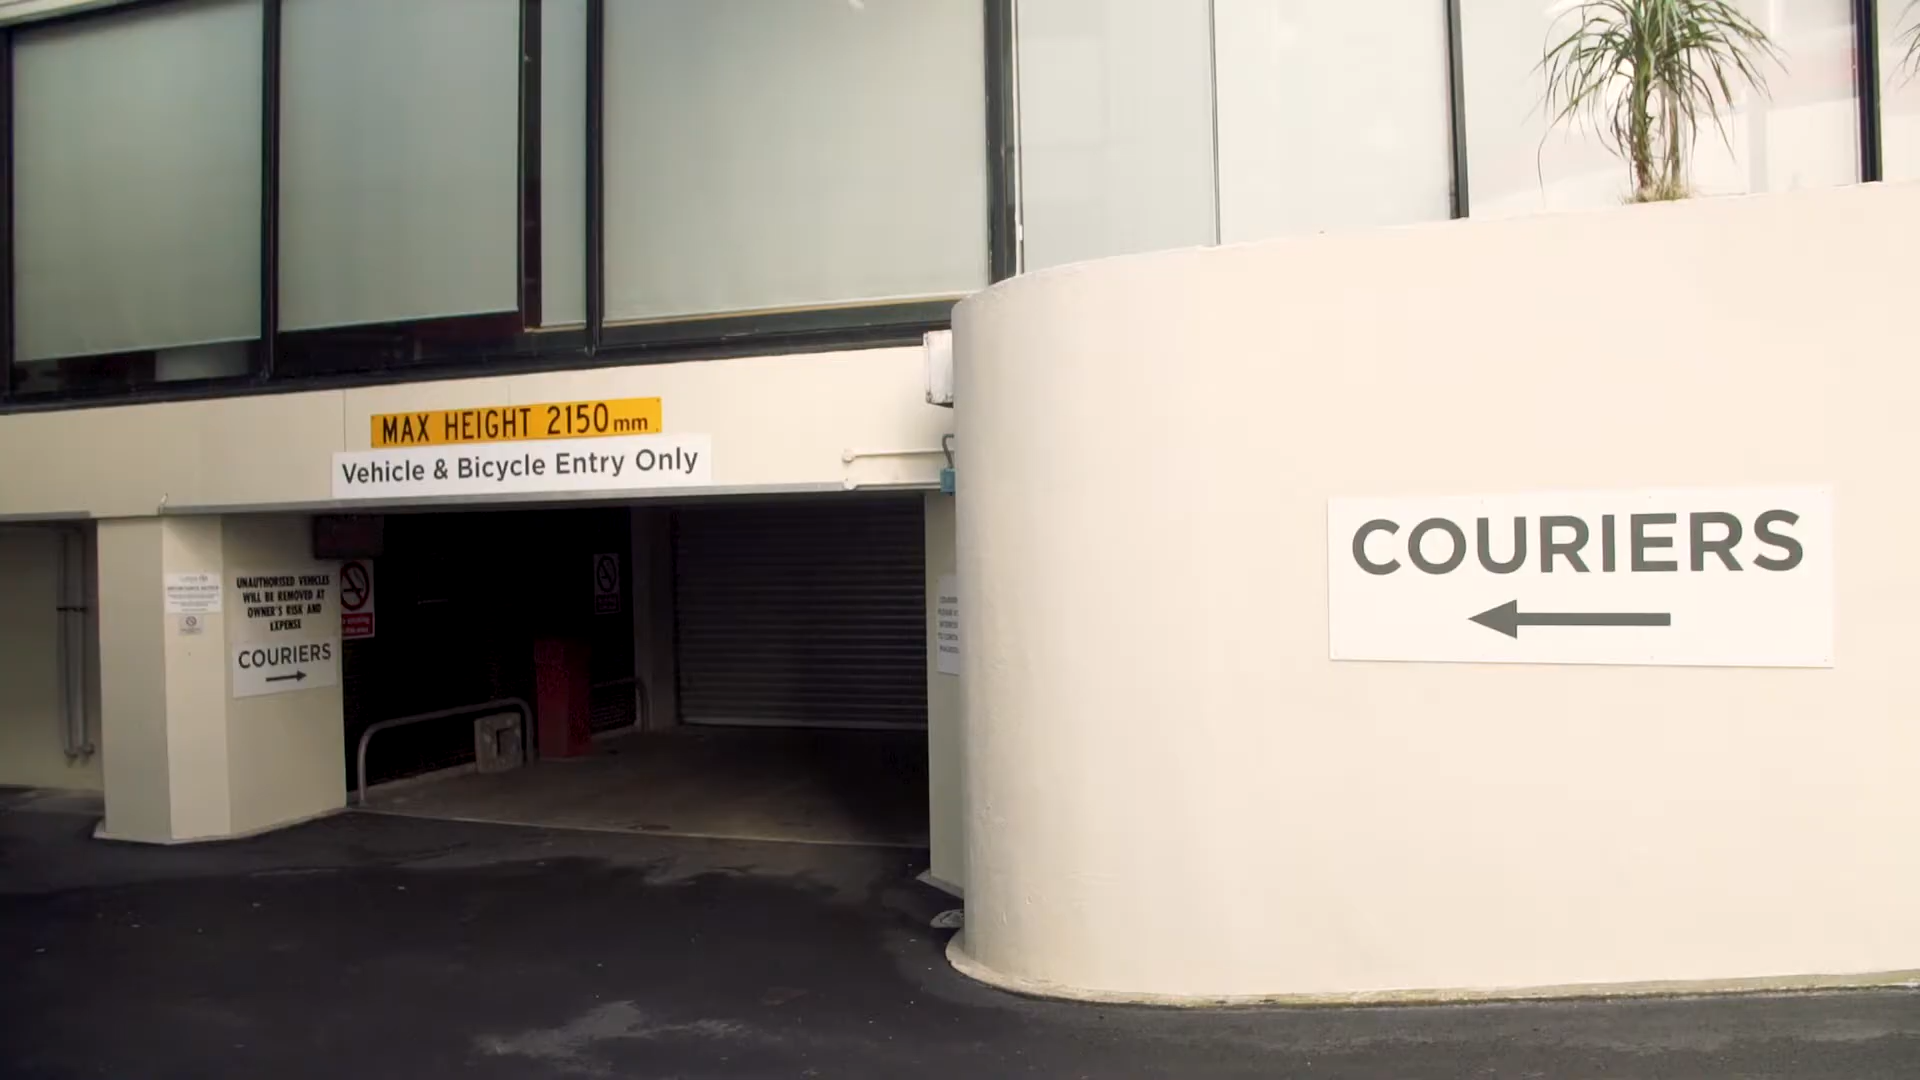 MAX HEIGHT 2150mm
Vehicle & Bicycle Entry Only
UNAUTHORISED VEHICLES
WILL BE REMOVED AT
OWNER'S RISK AND
EXPENSE
COURIERS
COURIERS